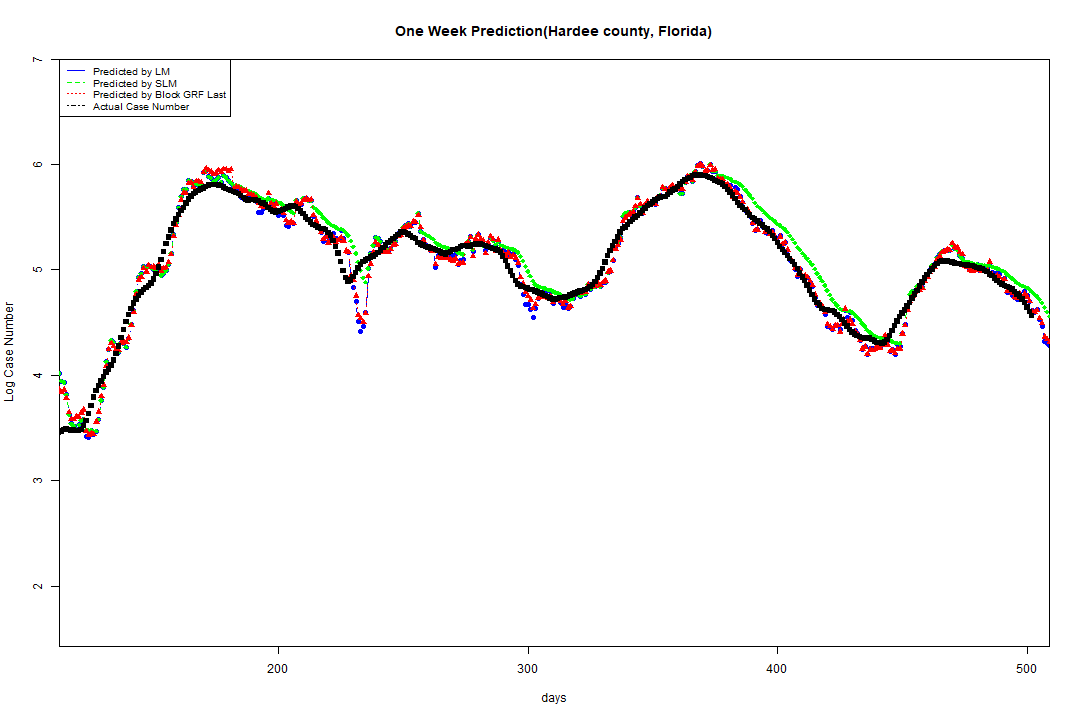 One Week Prediction(Hardee county, Florida)
7
Predicted by LM
Predicted by SLM
Predicted by Block GRF Last
Actual Case Number
6
5
4
3
2
Log Case Number
200 300 400 500
days